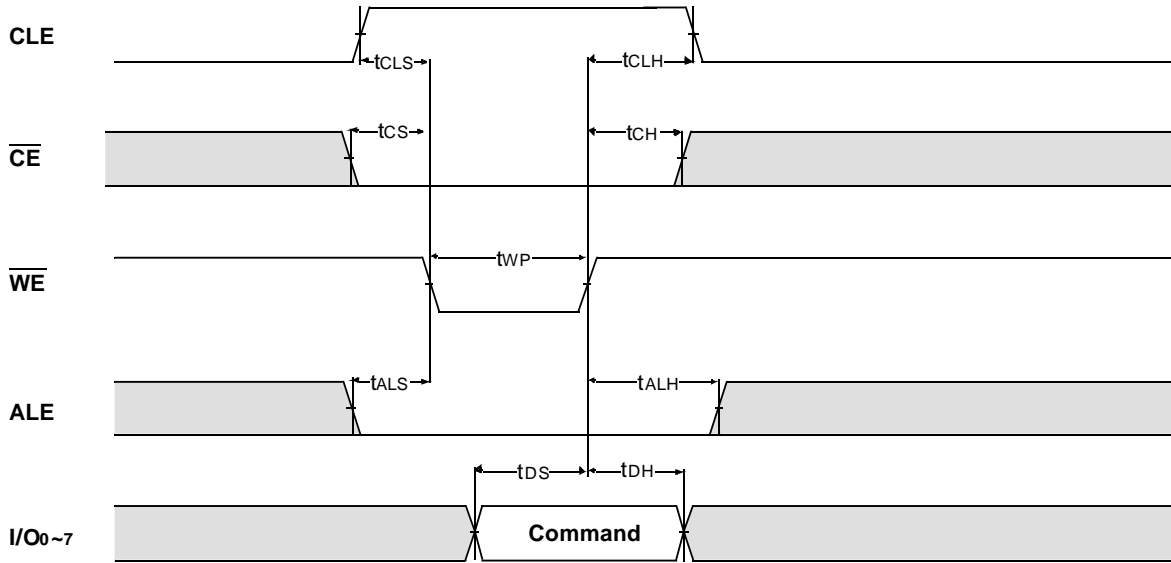 CLE
tCLS
tCLH
CE
tCS
tCH
WE
tWP
ALE
tALS
tALH
I/O0~7
tDS
tDH
Command